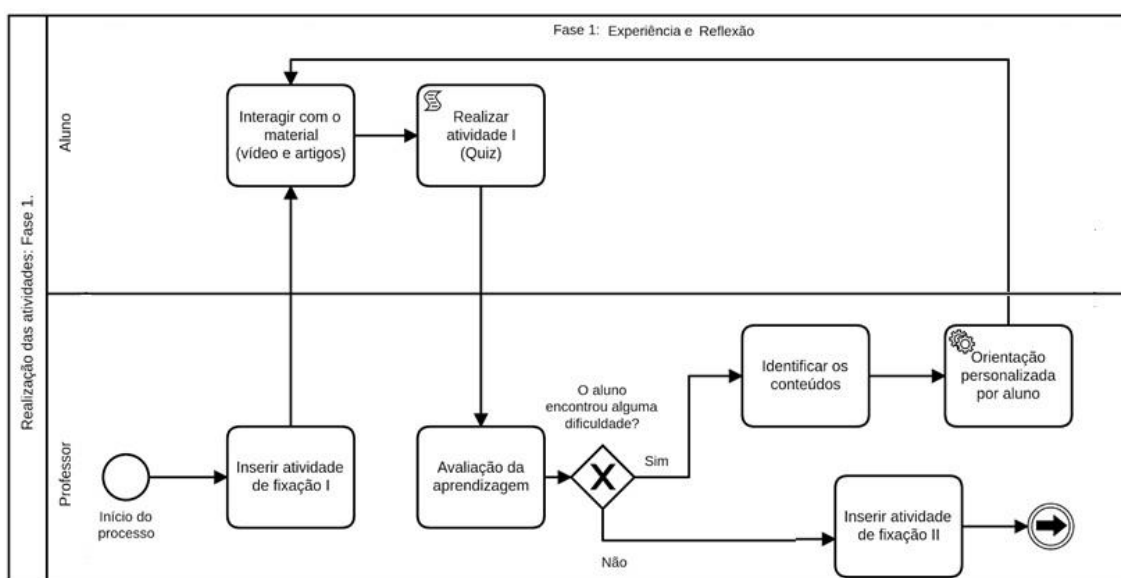 Fase 1: Experiência e Reflexão
Realização das atividades: Fase 1.
Aluno
Interagir com o
material
(vídeo e artigos)
Realizar
atividade I
(Quiz)
Professor
Início do
processo
Inserir atividade
de fixação I
Avaliação da
aprendizagem
O aluno
encontrou alguma
dificuldade?
Sim
Não
Identificar os
conteúdos
Orientação
personalizada
por aluno
Inserir atividade
de fixação II